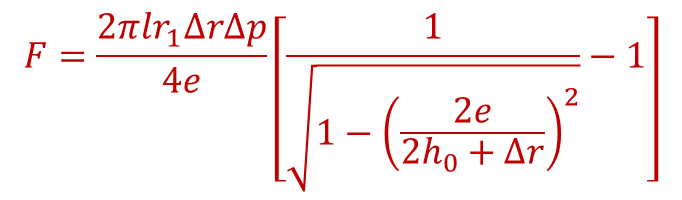 F = \frac{2\pi l r_1 \Delta r \Delta p}{4e} \left[ \frac{1}{\sqrt{1 - \left( \frac{2e}{2h_0 + \Delta r} \right)^2}} - 1 \right]